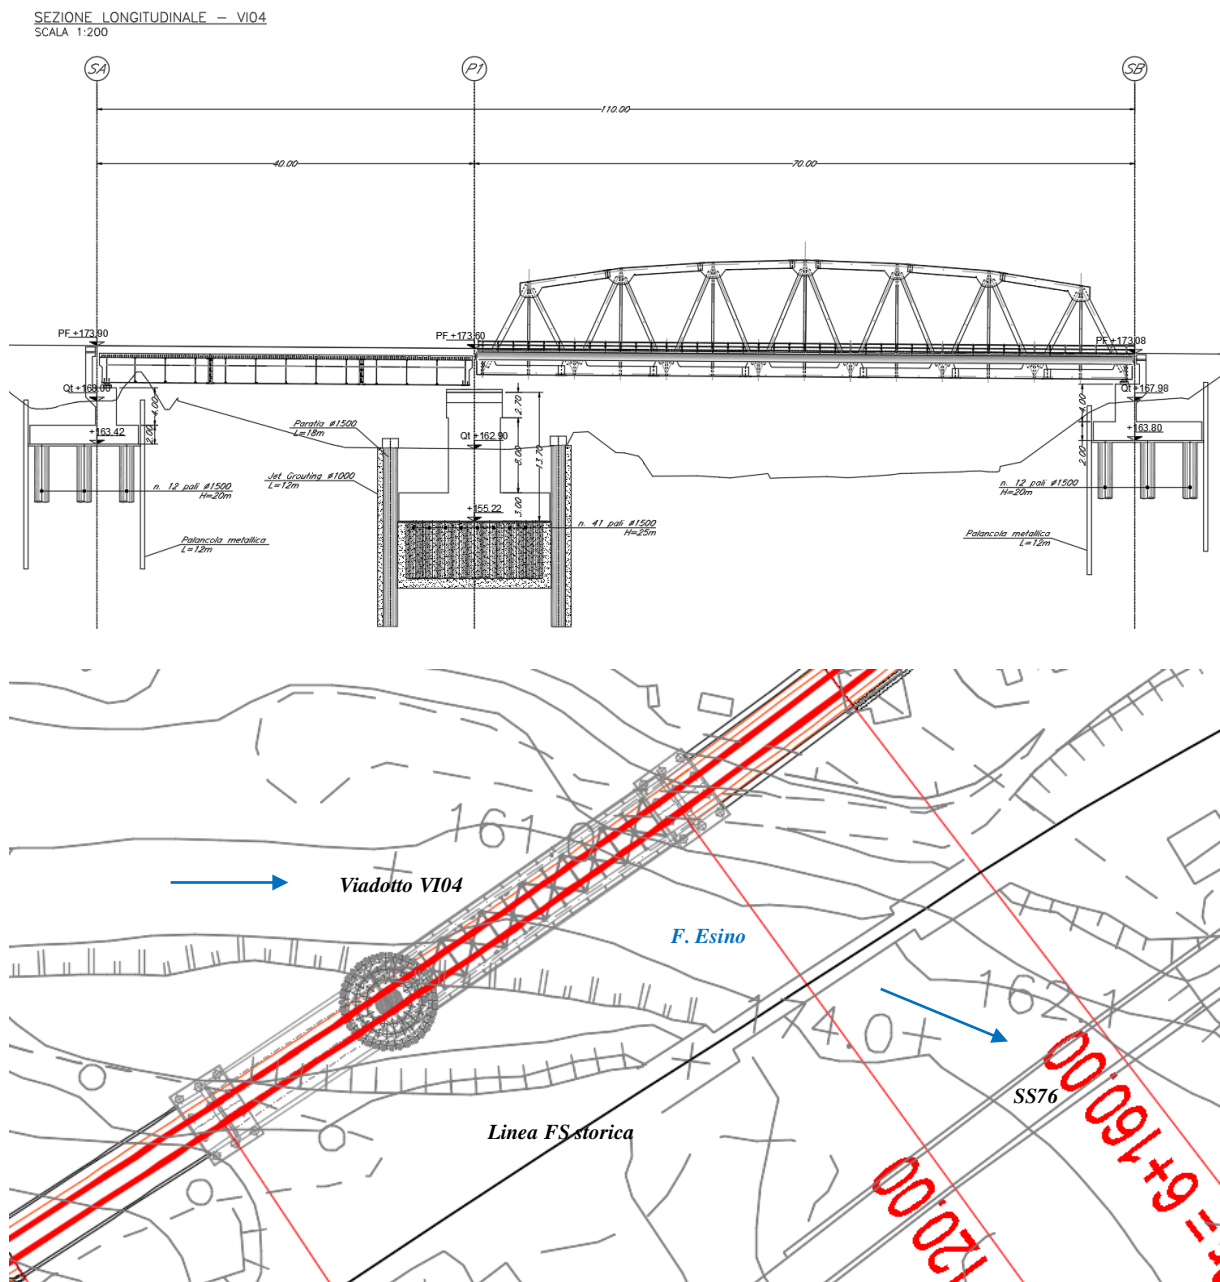 SEZIONE LONGITUDINALE – VI04
SCALA 1:200
SA
P1
SB
110.00
40.00
70.00
PF +173.90
PF +173.60
PF +173.08
Qt +168.00
Qt +167.98
4.00
2.00
+163.42
2.70
8.00
13.70
3.00
Paratia ø1500
L=18m
Qt +162.90
4.00
2.00
+163.80
Jet Grouting ø1000
L=12m
n. 12 pali ø1500
H=20m
n. 12 pali ø1500
H=20m
+155.22
n. 41 pali ø1500
H=25m
Palancola metallica
L=12m
Palancola metallica
L=12m
161
Viadotto VI04
F. Esino
162.1
174.0
SS76
Linea FS storica
= 6+160.00
120.00